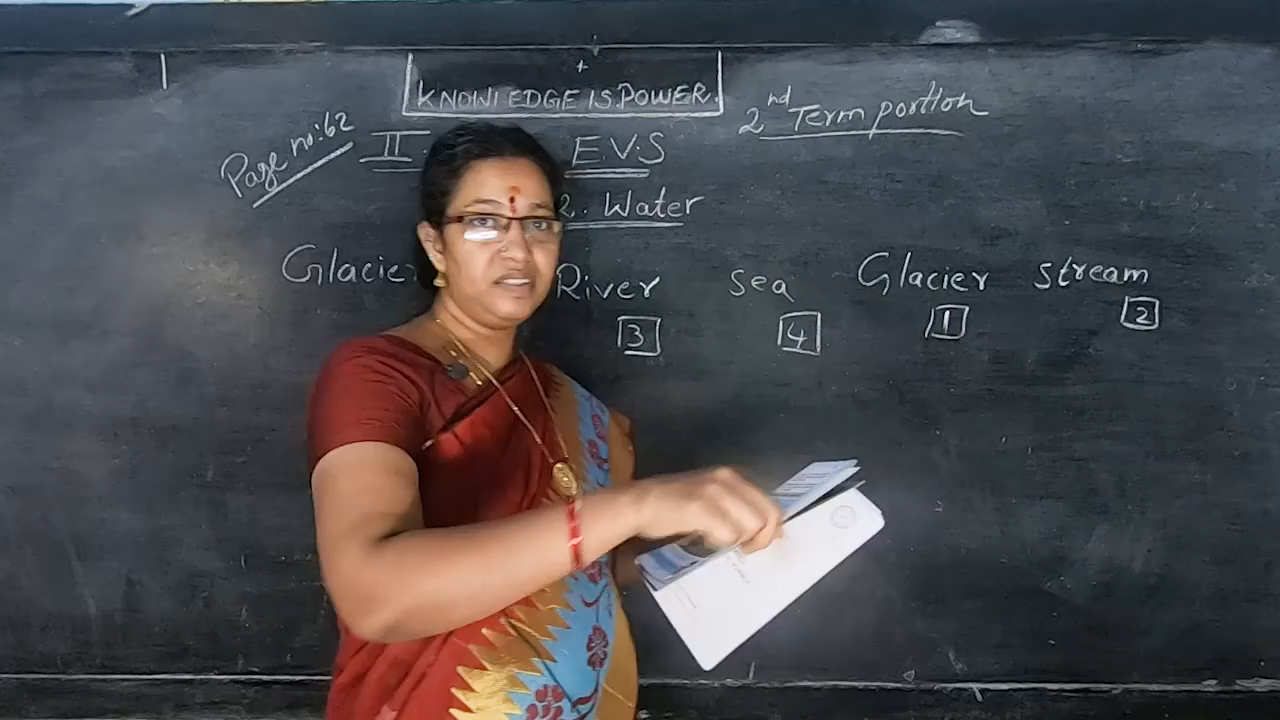 KNOWLEDGE IS POWER.
2nd Term portion
Page no: 62
II
E.V.S
2. Water
Glacier River sea Glacier stream
3 4 1 2